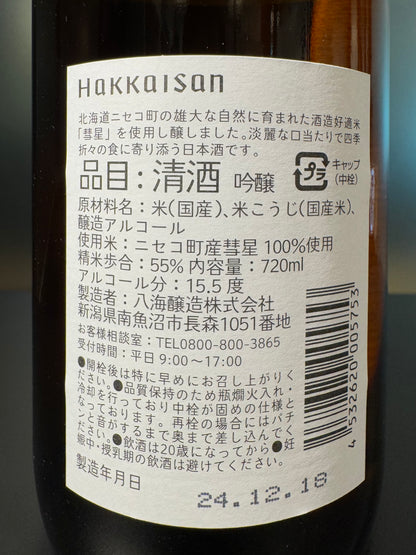 HaKKaisan
北海道ニセコ町の雄大な自然に育まれた酒造好適米
「彗星」を使用し醸しました。淡麗な口当たりで四季
折々の食に寄り添う日本酒です。
品目：清酒 吟醸
プラ
キャップ
（中栓）
原材料名：米（国産）、米こうじ（国産米）、
醸造アルコール
使用米：ニセコ町産彗星 100%使用
精米歩合：55% 内容量：720ml
アルコール分：15.5 度
製造者：八海醸造株式会社
新潟県南魚沼市長森1051番地
お客様相談室：TEL0800-800-3865
受付時間：平日 9:00〜17:00
●開栓後は特に早めにお召し上がりく
ださい。●品質保持のため瓶燗火入れ・
冷却を行っており中栓が固めの仕様と
なっております。再栓の場合にはパチ
ンと音がするまで奥まで差し込んでく
ださい。●飲酒は20歳になってから●妊
娠中・授乳期の飲酒は避けてください。
製造年月日
24.12.18
4 532620 005753